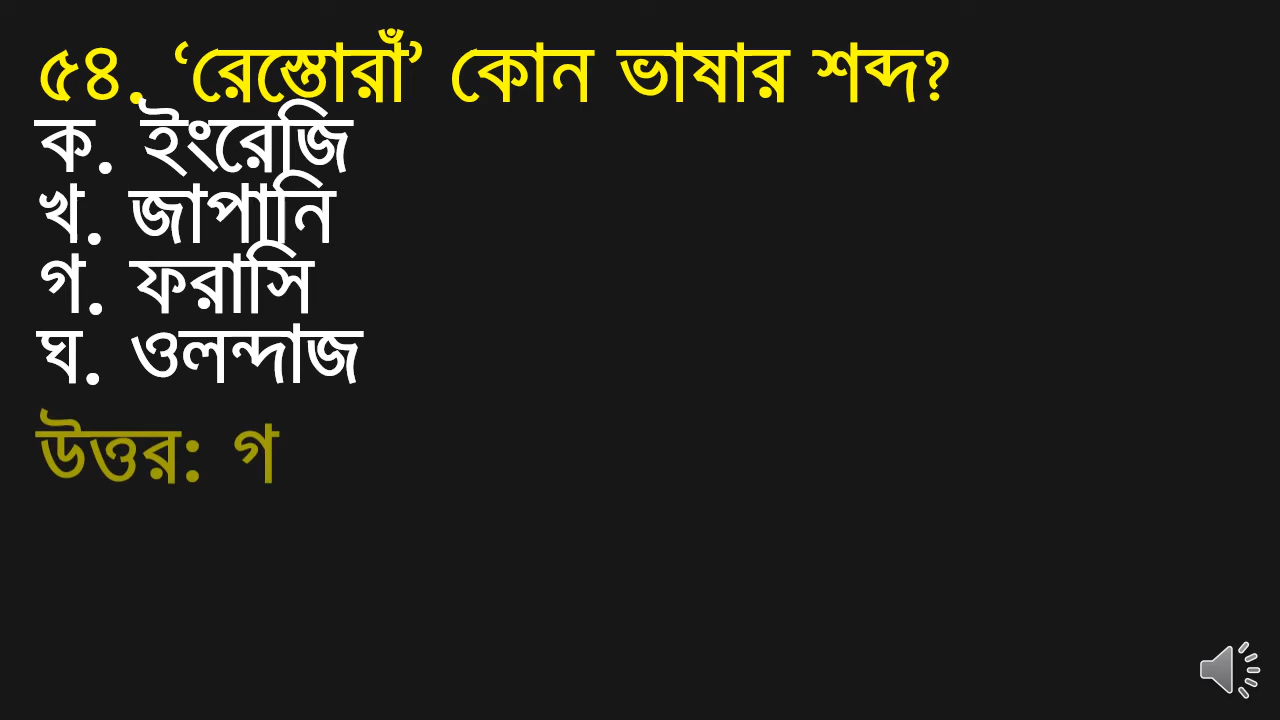 ৫৪. ‘রেস্তোরাঁ’ কোন ভাষার শব্দ?
ক. ইংরেজি
খ. জাপানি
গ. ফরাসি
ঘ. ওলন্দাজ
উত্তর: গ